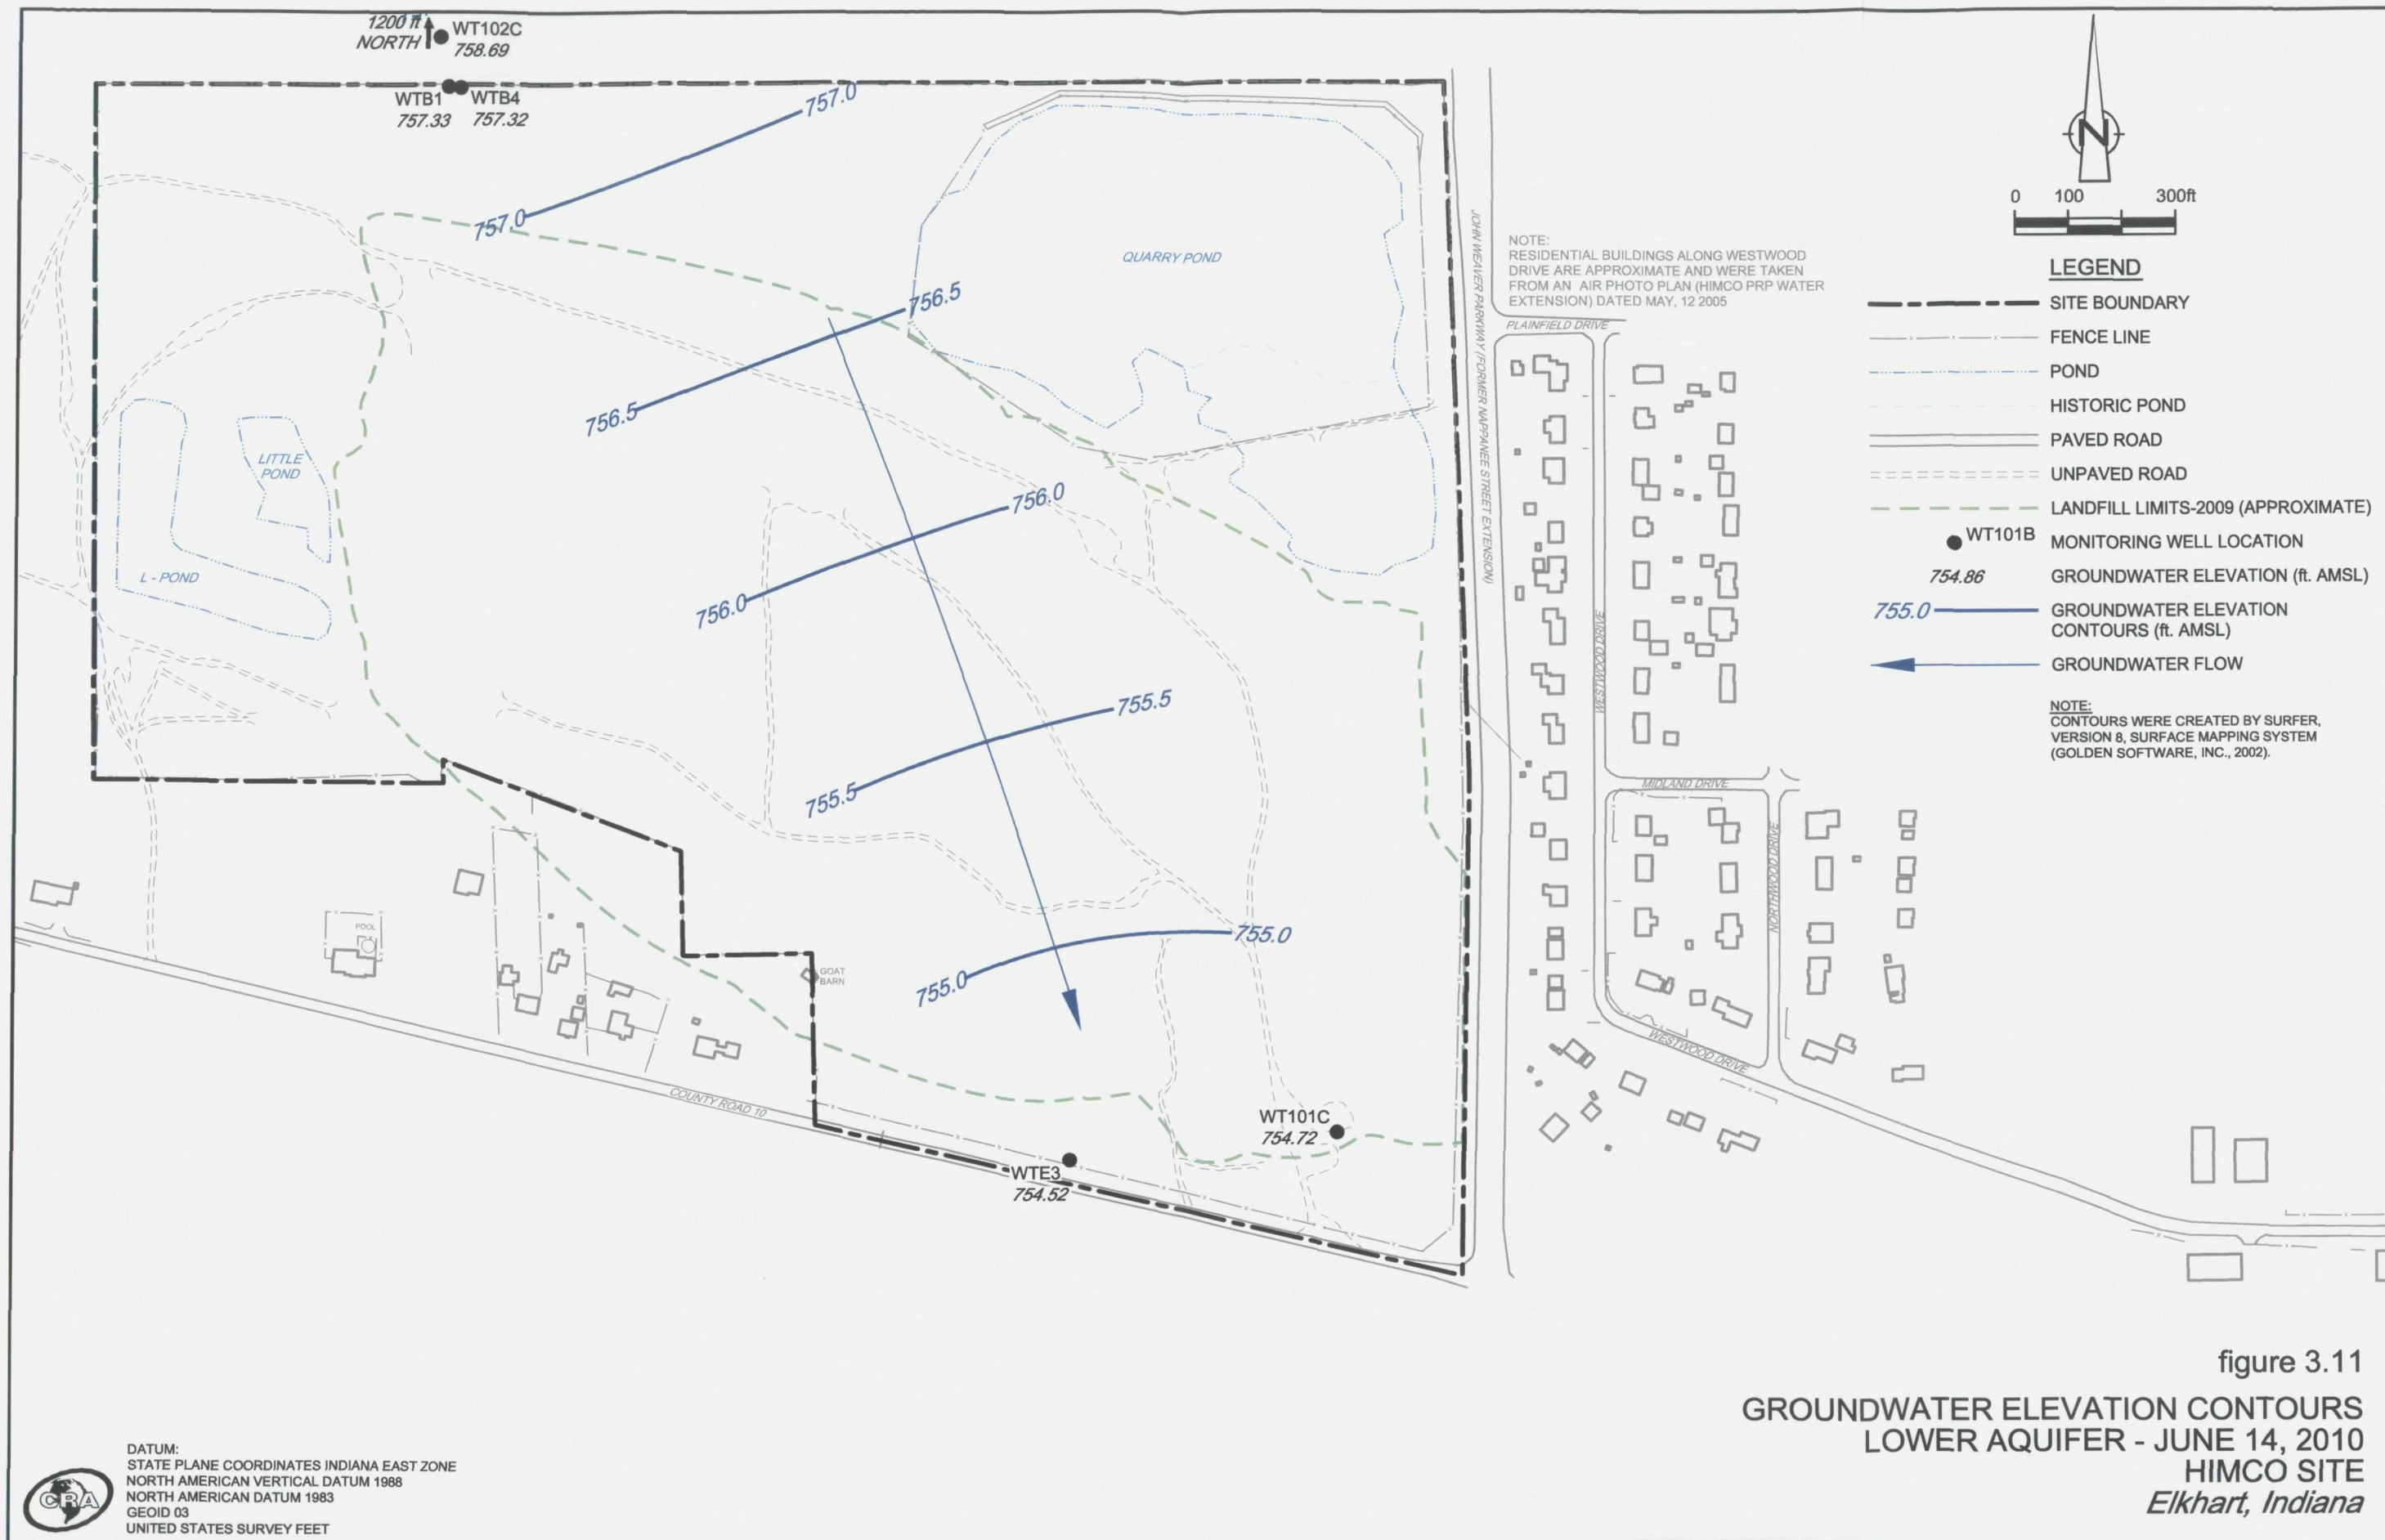 1200 ft
NORTH
WT102C
758.69
WTB1
757.33
WTB4
757.32
757.0
757.0
QUARRY POND
756.5
756.5
LITTLE
POND
L - POND
756.0
756.0
755.5
755.5
755.0
755.0
GOAT
BARN
POOL
COUNTY ROAD 10
WT101C
754.72
WTE3
754.52
JOHN WEAVER PARKWAY (FORMER NAPPANEE STREET EXTENSION)
NOTE:
RESIDENTIAL BUILDINGS ALONG WESTWOOD
DRIVE ARE APPROXIMATE AND WERE TAKEN
FROM AN AIR PHOTO PLAN (HIMCO PRP WATER
EXTENSION) DATED MAY, 12 2005
PLAINFIELD DRIVE
WESTWOOD DRIVE
MIDLAND DRIVE
NORTHWOOD DRIVE
WESTWOOD DRIVE
N
0 100 300ft
LEGEND
SITE BOUNDARY
FENCE LINE
POND
HISTORIC POND
PAVED ROAD
UNPAVED ROAD
LANDFILL LIMITS-2009 (APPROXIMATE)
WT101B
MONITORING WELL LOCATION
754.86
GROUNDWATER ELEVATION (ft. AMSL)
755.0
GROUNDWATER ELEVATION
CONTOURS (ft. AMSL)
GROUNDWATER FLOW
NOTE:
CONTOURS WERE CREATED BY SURFER,
VERSION 8, SURFACE MAPPING SYSTEM
(GOLDEN SOFTWARE, INC., 2002).
figure 3.11
GROUNDWATER ELEVATION CONTOURS
LOWER AQUIFER - JUNE 14, 2010
HIMCO SITE
Elkhart, Indiana
CRA
DATUM:
STATE PLANE COORDINATES INDIANA EAST ZONE
NORTH AMERICAN VERTICAL DATUM 1988
NORTH AMERICAN DATUM 1983
GEOID 03
UNITED STATES SURVEY FEET